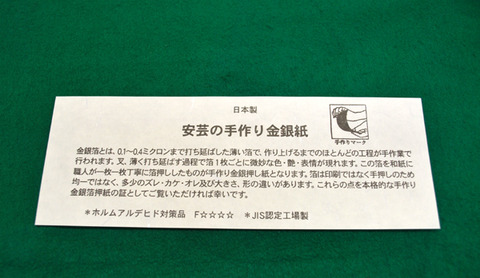 日本製
安芸の手作り金銀紙
手作りマーク
金銀箔とは、0.1〜0.4ミクロンまで打ち延ばした薄い箔で、作り上げるまでのほとんどの工程が手作業で
行われます。又、薄く打ち延ばす過程で箔1枚ごとに微妙な色・艶・表情が現れます。この箔を和紙に
職人が一枚一枚丁寧に箔押ししたものが手作り金銀押し紙となります。箔は印刷ではなく手押しのため
均一ではなく、多少のズレ・カケ・オレ及び大きさ、形の違いがあります。これらの点を本格的な手作り
金銀箔押紙の証としてご覧いただければ幸いです。
＊ホルムアルデヒド対策品 F☆☆☆☆ ＊JIS認定工場製